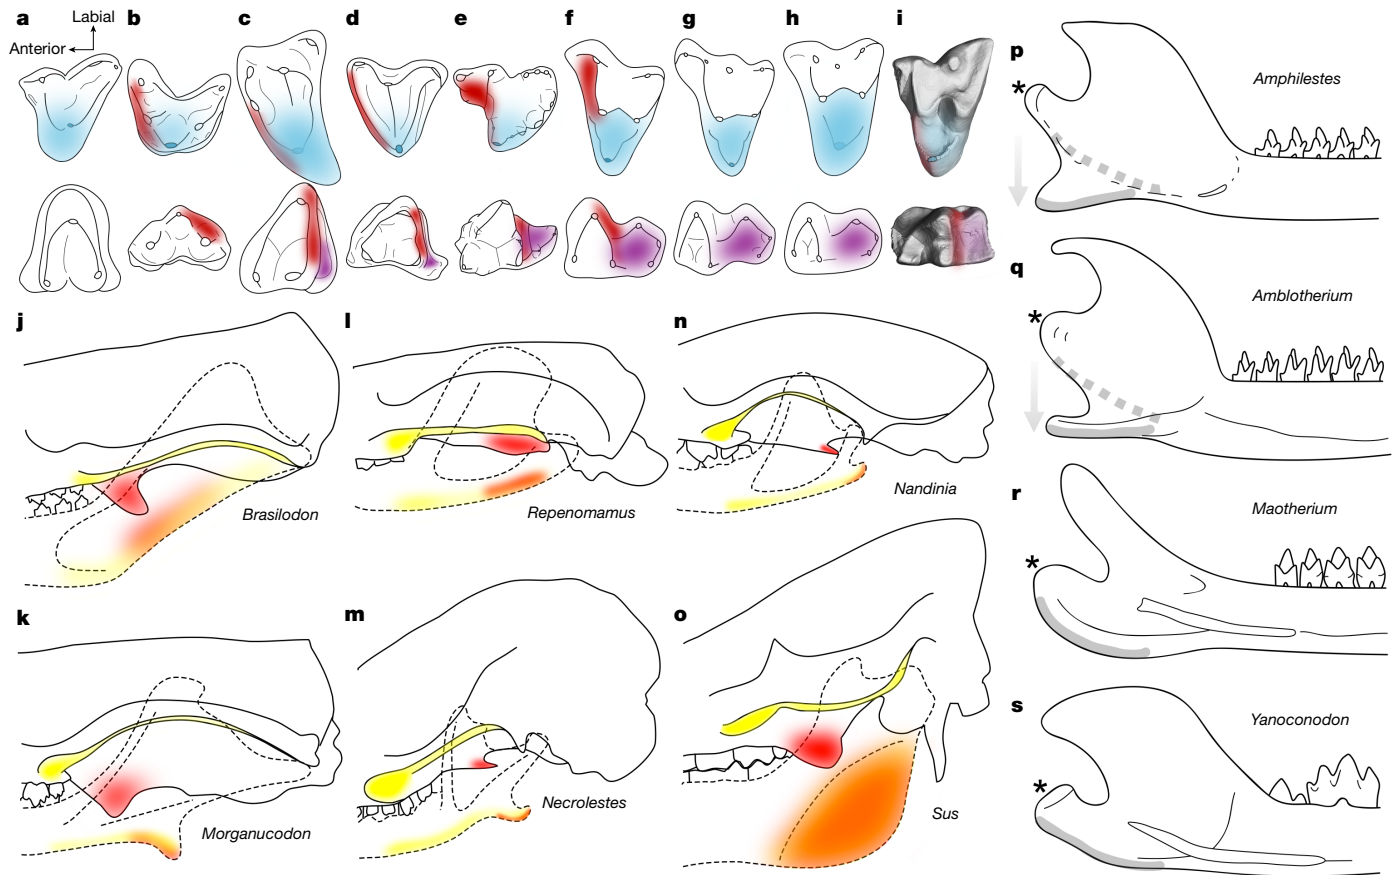 a b c d e f g h i
Labial
Anterior
p
*
Amphilestes
q
*
Amblotherium
j l n
Brasilodon
Repenomamus
Nandinia
r
*
Maotherium
k m o
Morganucodon
Necrolestes
Sus
s
*
Yanoconodon